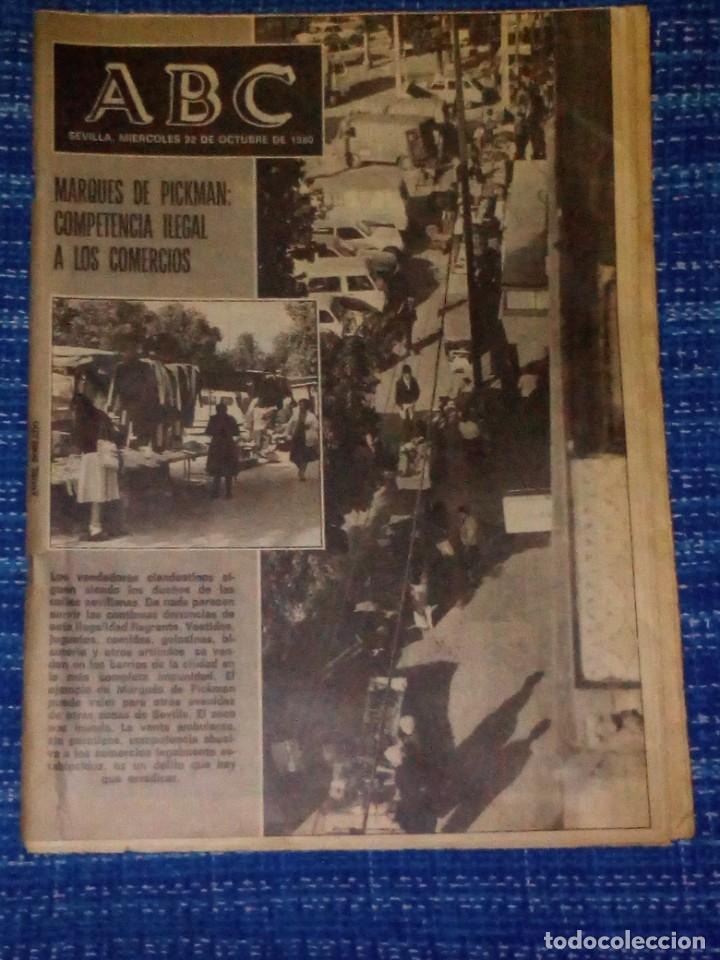 ABC
SEVILLA, MIERCOLES 22 DE OCTUBRE DE 1980
MARQUES DE PICKMAN:
COMPETENCIA ILEGAL
A LOS COMERCIOS
Los vendedores clandestinos si-
guen siendo los dueños de las
calles sevillanas. De nada parecen
servir las continuas denuncias de
esta ilegalidad flagrante. Vestidos,
juguetes, comidas, golosinas, bi-
sutería y otros artículos se ven-
den en los barrios de la ciudad en
la más completa impunidad. El
ejemplo de Marqués de Pickman
puede valer para otras avenidas
de otras zonas de Sevilla. El zoco
nos invade. La venta ambulante,
sin permisos, competencia abusi-
va a los comercios legalmente es-
tablecidos, es un delito que hay
que erradicar.
todocoleccion
todocoleccion.net